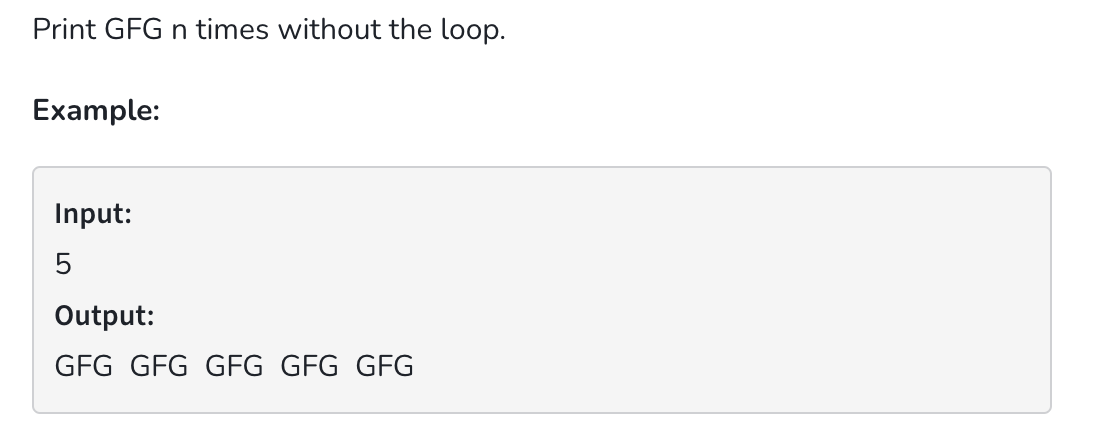 Print GFG n times without the loop.
Example:
Input:
5
Output:
GFG GFG GFG GFG GFG